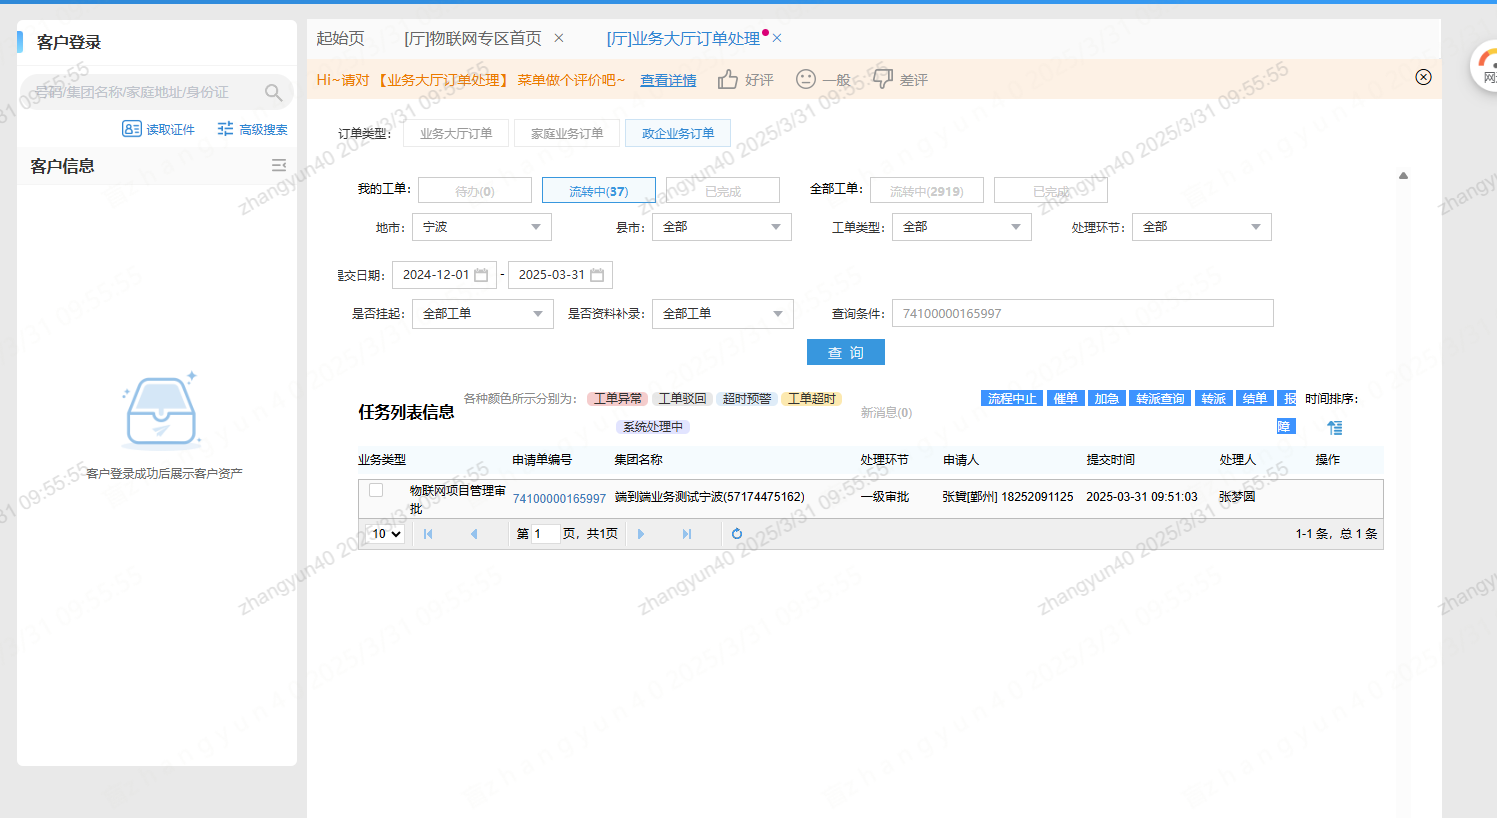 客户登录
号码/集团名称/家庭地址/身份证
读取证件 高级搜索
客户信息
客户登录成功后展示客户资产
起始页 [厅]物联网专区首页 × [厅]业务大厅订单处理 ×
Hi~请对 【业务大厅订单处理】 菜单做个评价吧~ 查看详情 好评 一般 差评
订单类型: 业务大厅订单 家庭业务订单 政企业务订单
我的工单: 待办(0) 流转中(37) 已完成 全部工单: 流转中(2919) 已完成
地市: 宁波 县市: 全部 工单类型: 全部 处理环节: 全部
提交日期: 2024-12-01 - 2025-03-31
是否挂起: 全部工单 是否资料补录: 全部工单 查询条件: 74100000165997
查 询
任务列表信息 各种颜色所示分别为: 工单异常 工单驳回 超时预警 工单超时
系统处理中
新消息(0)
流程中止 催单 加急 转派查询 转派 结单 报障 时间排序:
业务类型 申请单编号 集团名称 处理环节 申请人 提交时间 处理人 操作
物联网项目管理审批 74100000165997 端到端业务测试宁波(57174475162) 一级审批 [鄞州] 18252091125 2025-03-31 09:51:03 张梦圆
10 第 1 页，共1页 1-1 条，总 1 条
zhangyun40 2025/3/31 09:55:55